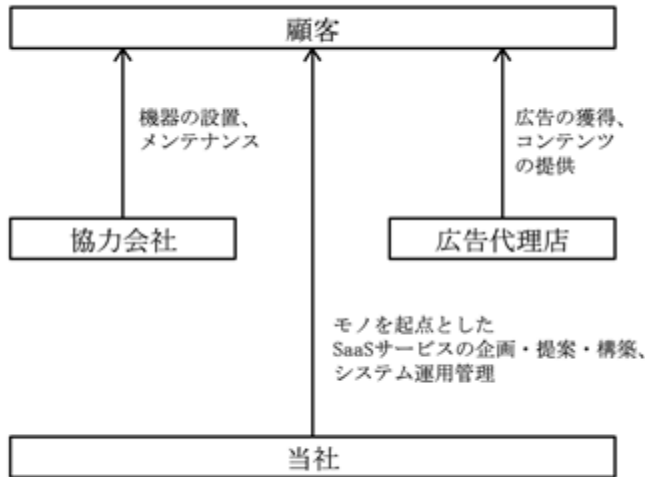 顧客
機器の設置、
メンテナンス
広告の獲得、
コンテンツ
の提供
協力会社
広告代理店
モノを起点とした
SaaSサービスの企画・提案・構築、
システム運用管理
当社